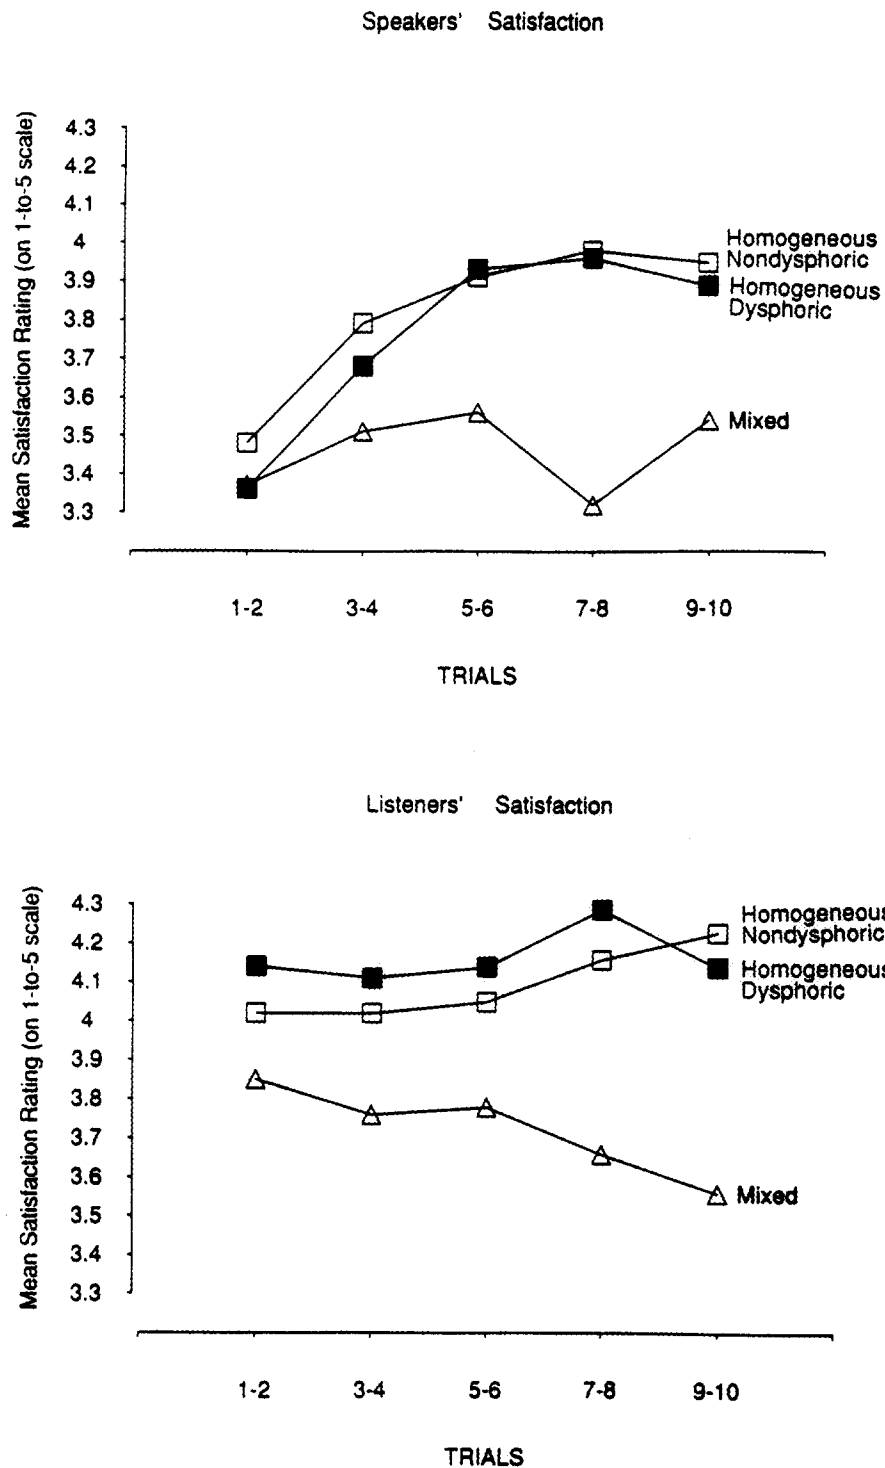 Speakers' Satisfaction
Mean Satisfaction Rating (on 1-to-5 scale)
4.3
4.2
4.1
4
3.9
3.8
3.7
3.6
3.5
3.4
3.3
Homogeneous
Nondysphoric
Homogeneous
Dysphoric
Mixed
1-2 3-4 5-6 7-8 9-10
TRIALS
Listeners' Satisfaction
Mean Satisfaction Rating (on 1-to-5 scale)
4.3
4.2
4.1
4
3.9
3.8
3.7
3.6
3.5
3.4
3.3
Homogeneous
Nondysphoric
Homogeneous
Dysphoric
Mixed
1-2 3-4 5-6 7-8 9-10
TRIALS